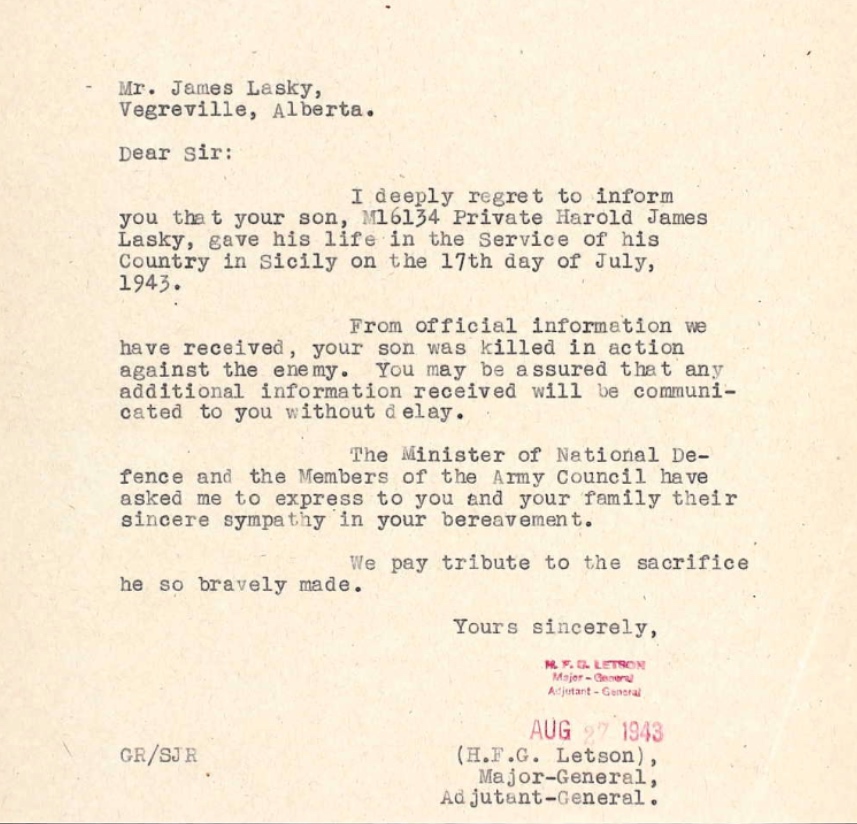 Mr. James Lasky,
Vegreville, Alberta.
Dear Sir:
I deeply regret to inform
you that your son, M16134 Private Harold James
Lasky, gave his life in the Service of his
Country in Sicily on the 17th day of July,
1943.
From official information we
have received, your son was killed in action
against the enemy. You may be assured that any
additional information received will be communi-
cated to you without delay.
The Minister of National De-
fence and the Members of the Army Council have
asked me to express to you and your family their
sincere sympathy in your bereavement.
We pay tribute to the sacrifice
he so bravely made.
Yours sincerely,
H. F. G. LETSON
Major - General
Adjutant - General
AUG 27 1943
GR/SJR (H.F.G. Letson),
Major-General,
Adjutant-General.